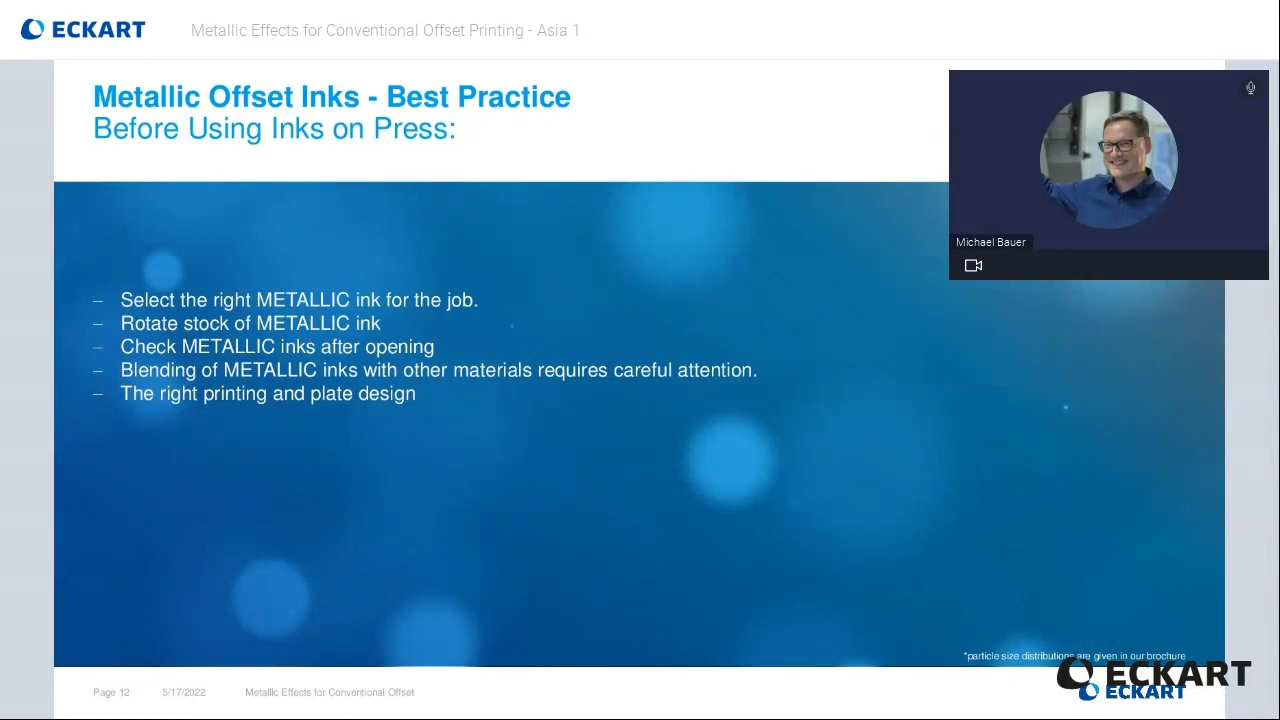 ECKART
Metallic Effects for Conventional Offset Printing - Asia 1
Metallic Offset Inks - Best Practice
Before Using Inks on Press:
Michael Bauer
– Select the right METALLIC ink for the job.
– Rotate stock of METALLIC ink
– Check METALLIC inks after opening
– Blending of METALLIC inks with other materials requires careful attention.
– The right printing and plate design
*particle size distributions are given in our brochure
ECKART
ECKART
Page 12 5/17/2022 Metallic Effects for Conventional Offset